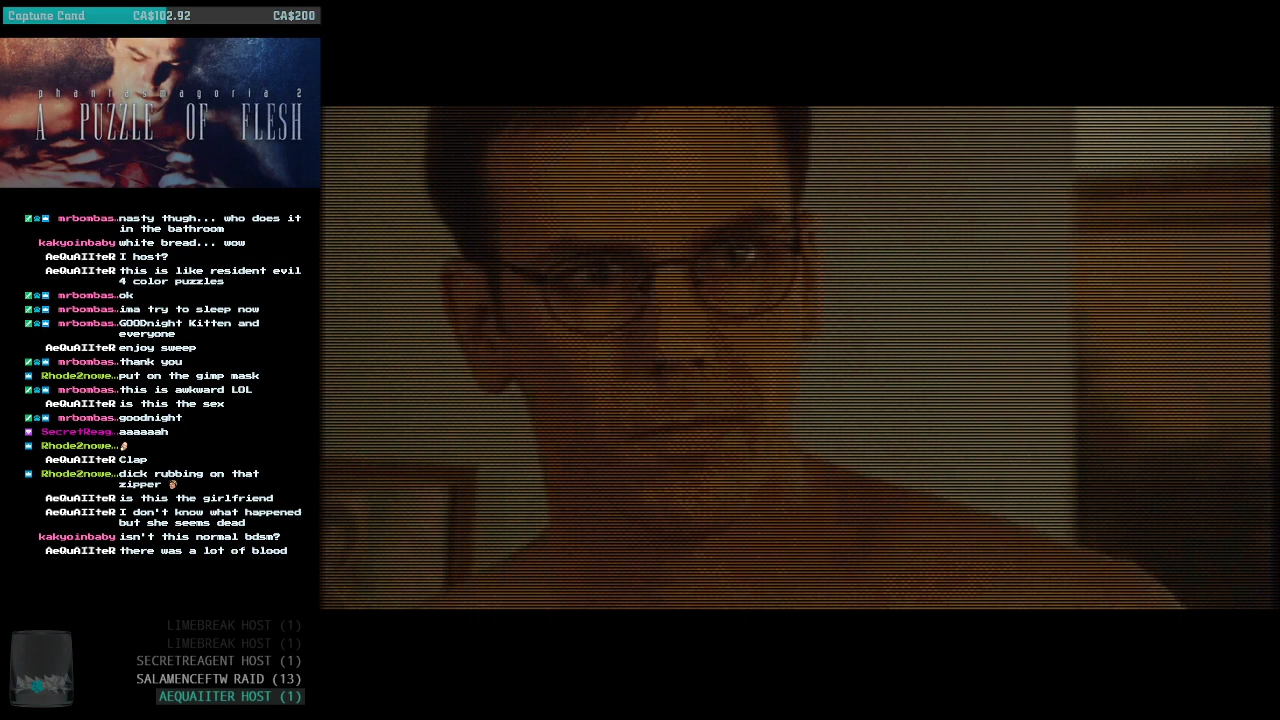 Captune Cand CA$102.92 CA$200
phantasmagoria 2
A PUZZLE OF FLESH
mrbombas..nasty thugh... who does it
in the bathroom
kakyoinbaby white bread... wow
AeQuAIIteR I host?
AeQuAIIteR this is like resident evil
4 color puzzles
mrbombas..ok
mrbombas..ima try to sleep now
mrbombas..GOODnight Kitten and
everyone
AeQuAIIteR enjoy sweep
mrbombas..thank you
Rhode2nowe..put on the gimp mask
mrbombas..this is awkward LOL
AeQuAIIteR is this the sex
mrbombas..goodnight
SecretReag..aaaaaah
Rhode2nowe..
AeQuAIIteR Clap
Rhode2nowe..dick rubbing on that
zipper
AeQuAIIteR is this the girlfriend
AeQuAIIteR I don't know what happened
but she seems dead
kakyoinbaby isn't this normal bdsm?
AeQuAIIteR there was a lot of blood
LIMEBREAK HOST (1)
LIMEBREAK HOST (1)
SECRETREAGENT HOST (1)
SALAMENCEFTW RAID (13)
AEQUAIITER HOST (1)